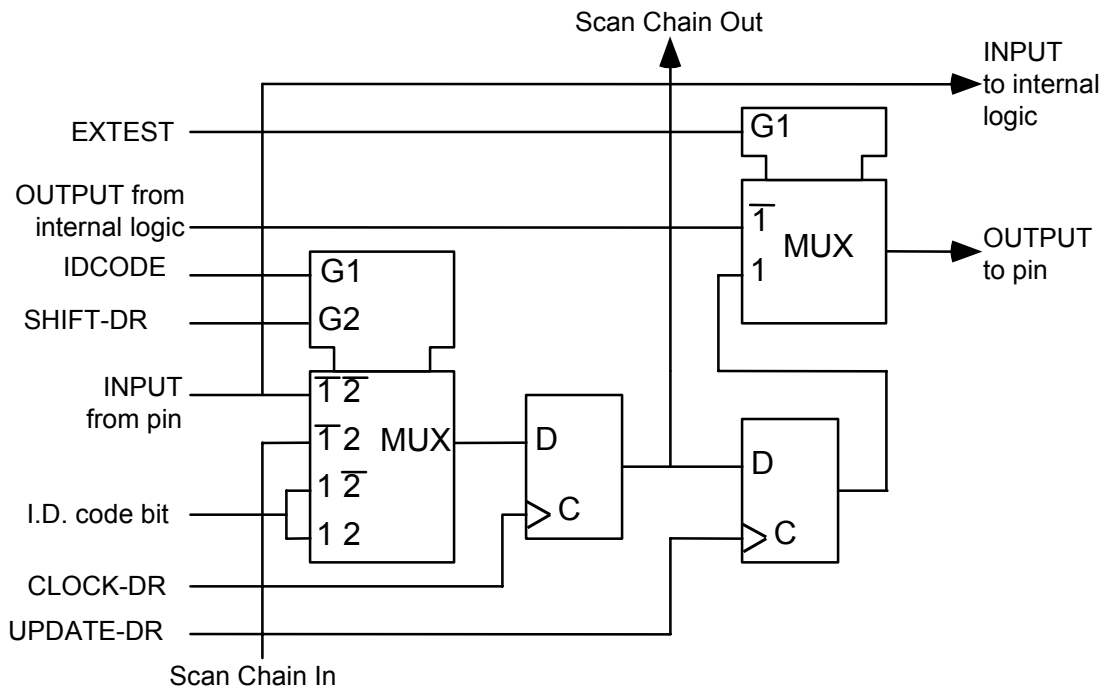 Scan Chain Out
INPUT
to internal
logic
EXTEST
G1
OUTPUT from
internal logic
1̅
MUX
1
OUTPUT
to pin
IDCODE
G1
SHIFT-DR
G2
INPUT
from pin
1̅ 2̅
1̅ 2
MUX
1 2̅
1 2
I.D. code bit
D
C
D
C
CLOCK-DR
UPDATE-DR
Scan Chain In